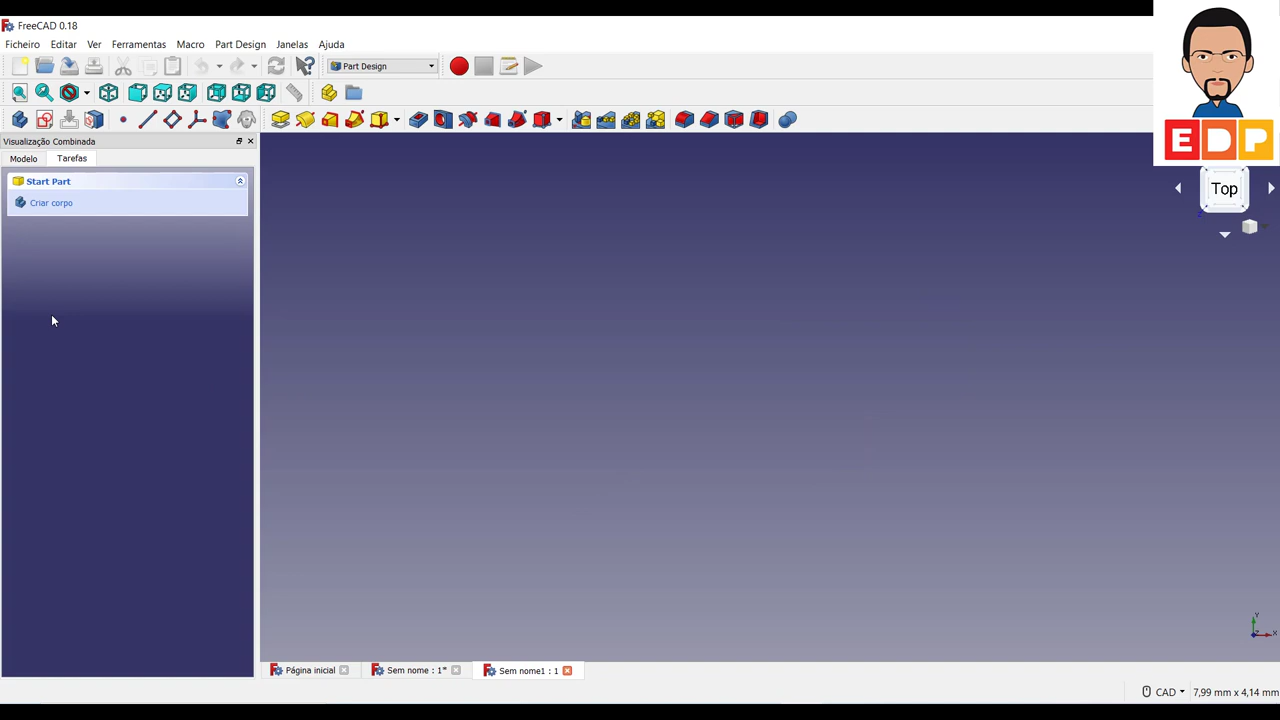 FreeCAD 0.18
Ficheiro Editar Ver Ferramentas Macro Part Design Janelas Ajuda
Part Design
EDP
Visualização Combinada
Modelo Tarefas
Start Part
Criar corpo
Top
Z
Y
X
Z
Página inicial Sem nome : 1* Sem nome1 : 1
CAD 7,99 mm x 4,14 mm